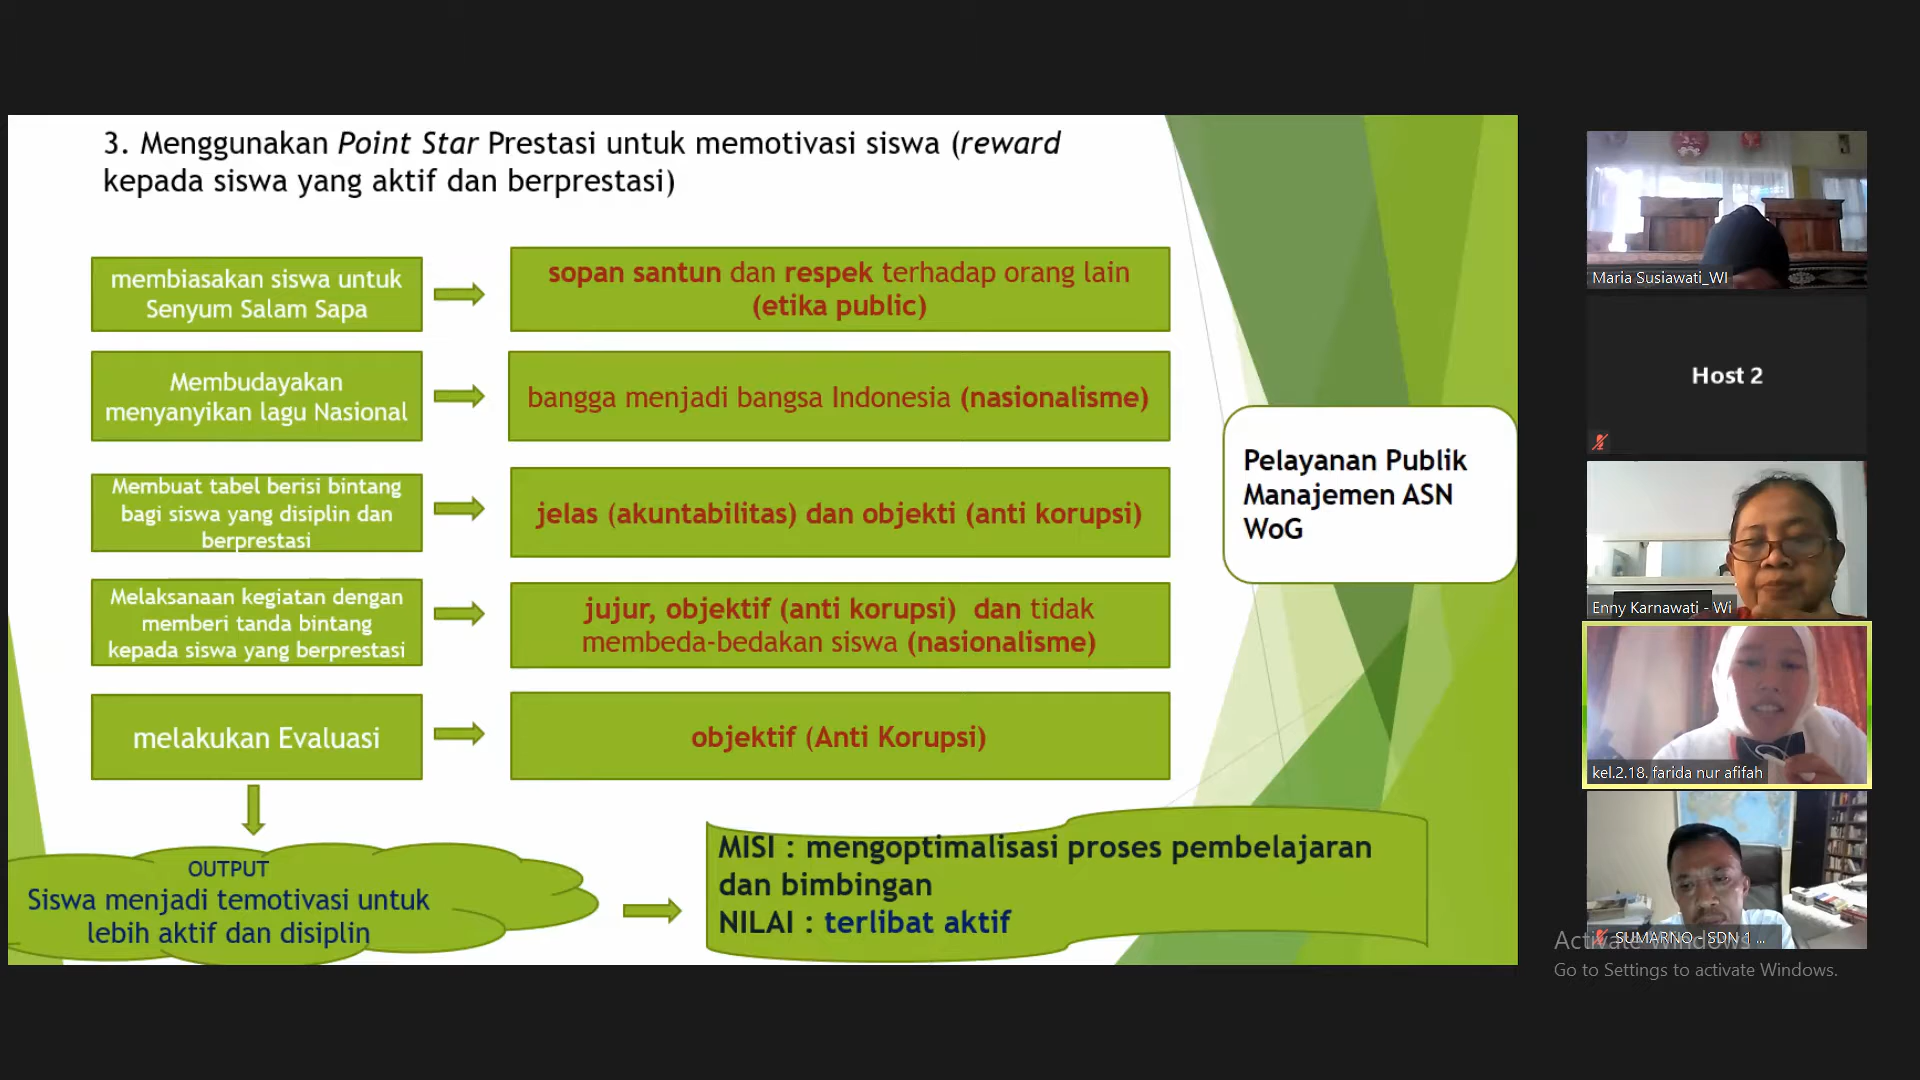 3. Menggunakan Point Star Prestasi untuk memotivasi siswa (reward
kepada siswa yang aktif dan berprestasi)
membiasakan siswa untuk
Senyum Salam Sapa
sopan santun dan respek terhadap orang lain
(etika public)
Membudayakan
menyanyikan lagu Nasional
bangga menjadi bangsa Indonesia (nasionalisme)
Membuat tabel berisi bintang
bagi siswa yang disiplin dan
berprestasi
jelas (akuntabilitas) dan objekti (anti korupsi)
Melaksanaan kegiatan dengan
memberi tanda bintang
kepada siswa yang berprestasi
jujur, objektif (anti korupsi) dan tidak
membeda-bedakan siswa (nasionalisme)
melakukan Evaluasi
objektif (Anti Korupsi)
Pelayanan Publik
Manajemen ASN
WoG
OUTPUT
Siswa menjadi temotivasi untuk
lebih aktif dan disiplin
MISI : mengoptimalisasi proses pembelajaran
dan bimbingan
NILAI : terlibat aktif
Maria Susiawati_WI
Host 2
Enny Karnawati - Wi
kel.2.18. farida nur afifah
SUMARNO - SDN 1 ...
Activate Windows
Go to Settings to activate Windows.